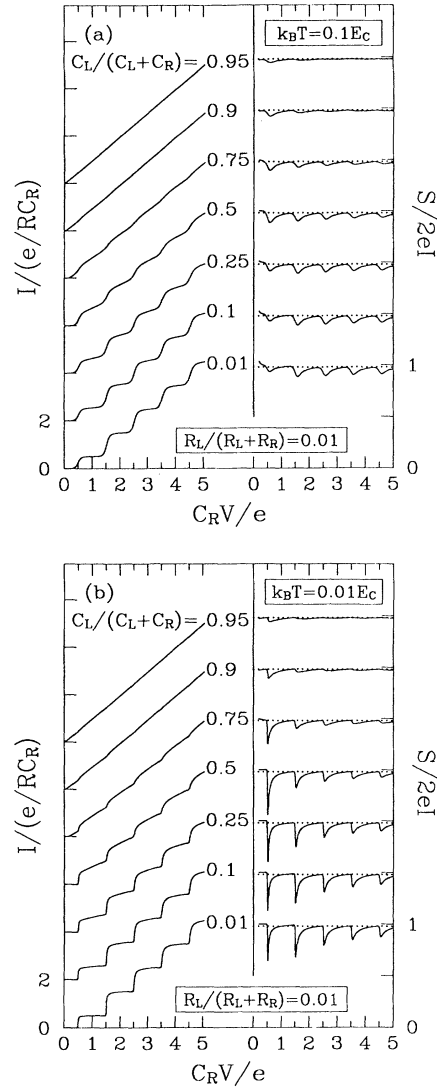 (a)
k_BT=0.1E_C
C_L/(C_L+C_R)= 0.95
0.9
0.75
0.5
0.25
0.1
0.01
I/(e/RC_R)
S/2eI
2
0
1
0
R_L/(R_L+R_R)=0.01
0 1 2 3 4 5 0 1 2 3 4 5
C_RV/e
(b)
k_BT=0.01E_C
C_L/(C_L+C_R)= 0.95
0.9
0.75
0.5
0.25
0.1
0.01
I/(e/RC_R)
S/2eI
2
0
1
0
R_L/(R_L+R_R)=0.01
0 1 2 3 4 5 0 1 2 3 4 5
C_RV/e